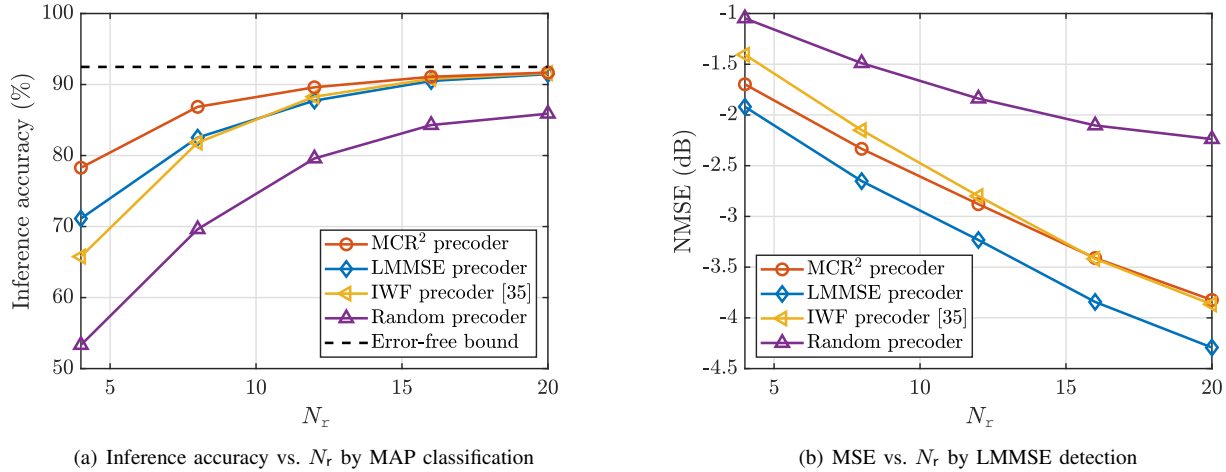 100
90
80
70
60
50
Inference accuracy (%)
5
10
15
20
N_r
MCR² precoder
LMMSE precoder
IWF precoder [35]
Random precoder
Error-free bound
(a) Inference accuracy vs. N_r by MAP classification
-1
-1.5
-2
-2.5
-3
-3.5
-4
-4.5
NMSE (dB)
5
10
15
20
N_r
MCR² precoder
LMMSE precoder
IWF precoder [35]
Random precoder
(b) MSE vs. N_r by LMMSE detection